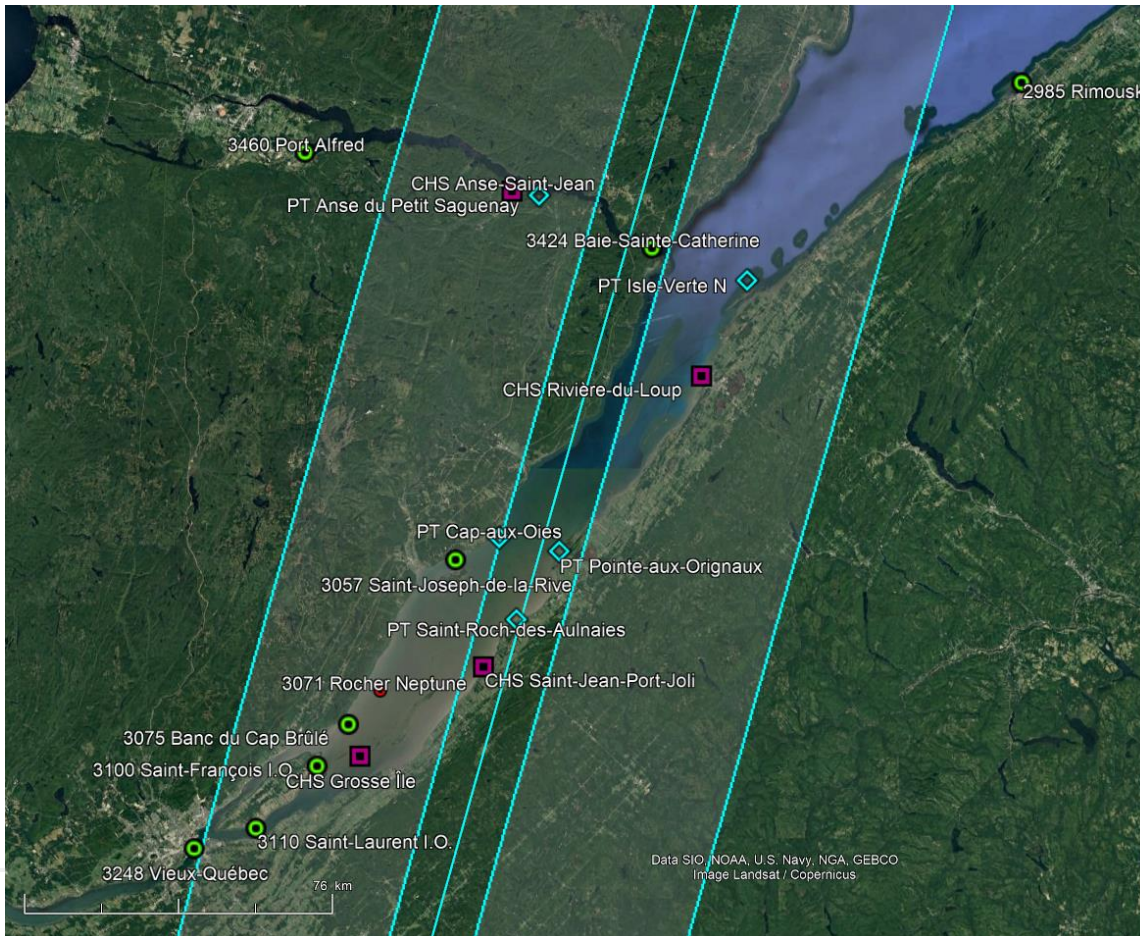 2985 Rimousk
3460 Port Alfred
CHS Anse-Saint-Jean
PT Anse du Petit Saguenay
3424 Baie-Sainte-Catherine
PT Isle-Verte N
CHS Rivière-du-Loup
PT Cap-aux-Oies
PT Pointe-aux-Orignaux
3057 Saint-Joseph-de-la-Rive
PT Saint-Roch-des-Aulnaies
CHS Saint-Jean-Port-Joli
3071 Rocher Neptune
3075 Banc du Cap Brûlé
3100 Saint-François I.O.
CHS Grosse Île
3110 Saint-Laurent I.O.
3248 Vieux-Québec
Data SIO, NOAA, U.S. Navy, NGA, GEBCO
Image Landsat / Copernicus
76 km